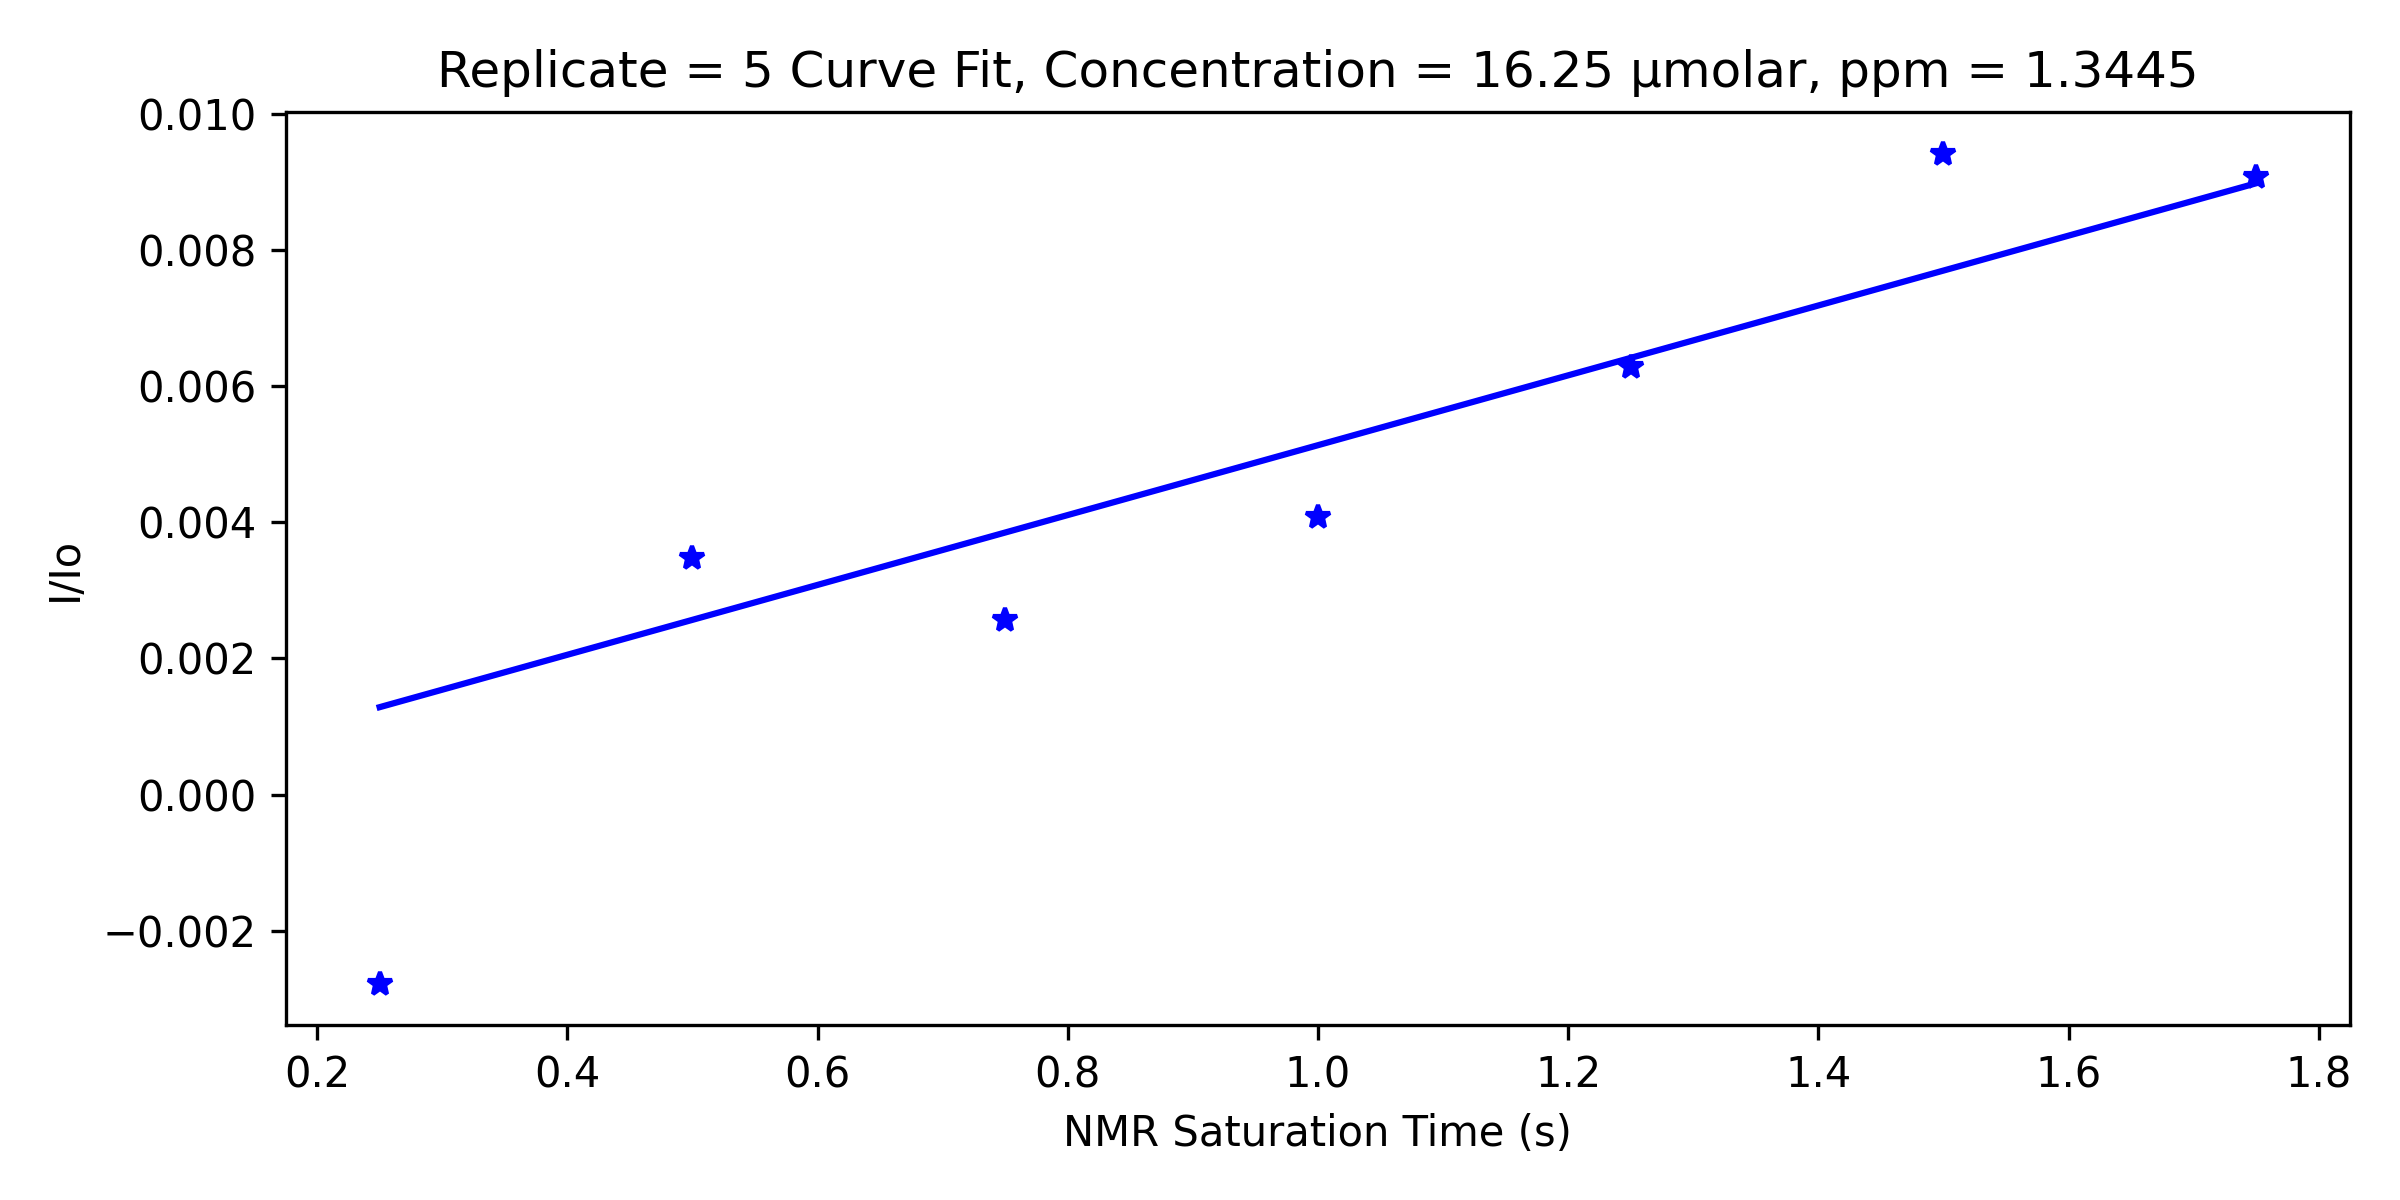 Replicate = 5 Curve Fit, Concentration = 16.25 µmolar, ppm = 1.3445
0.010
0.008
0.006
0.004
0.002
0.000
−0.002
I/Io
0.2 0.4 0.6 0.8 1.0 1.2 1.4 1.6 1.8
NMR Saturation Time (s)